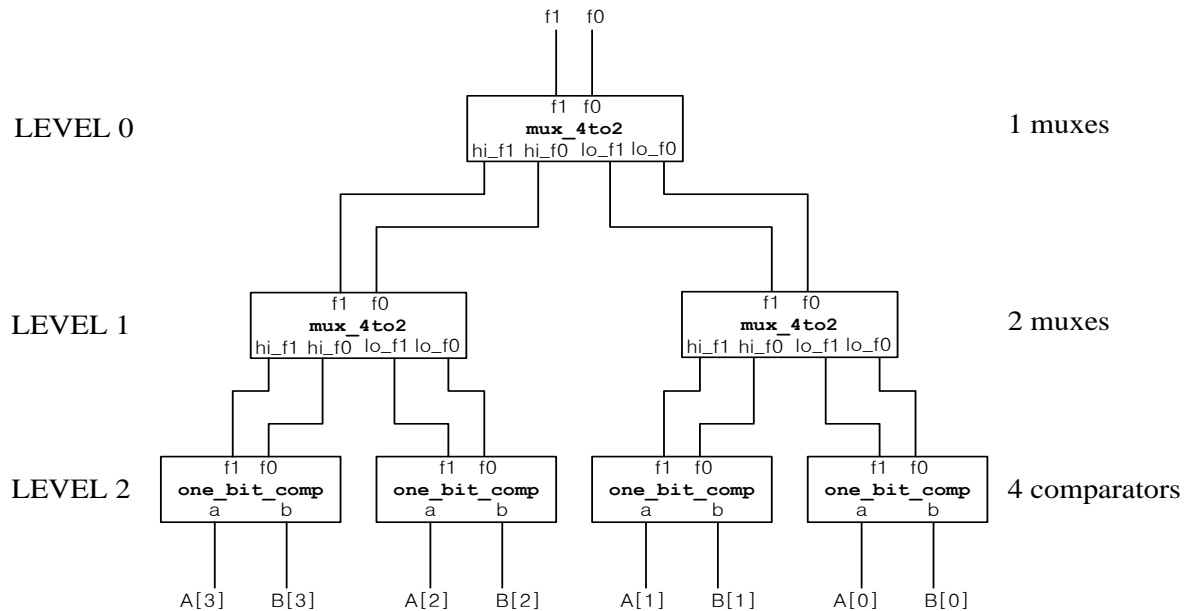 f1 f0
f1 f0
LEVEL 0 mux_4to2 1 muxes
hi_f1 hi_f0 lo_f1 lo_f0
f1 f0 f1 f0
LEVEL 1 mux_4to2 mux_4to2 2 muxes
hi_f1 hi_f0 lo_f1 lo_f0 hi_f1 hi_f0 lo_f1 lo_f0
f1 f0 f1 f0 f1 f0 f1 f0
LEVEL 2 one_bit_comp one_bit_comp one_bit_comp one_bit_comp 4 comparators
a b a b a b a b
A[3] B[3] A[2] B[2] A[1] B[1] A[0] B[0]